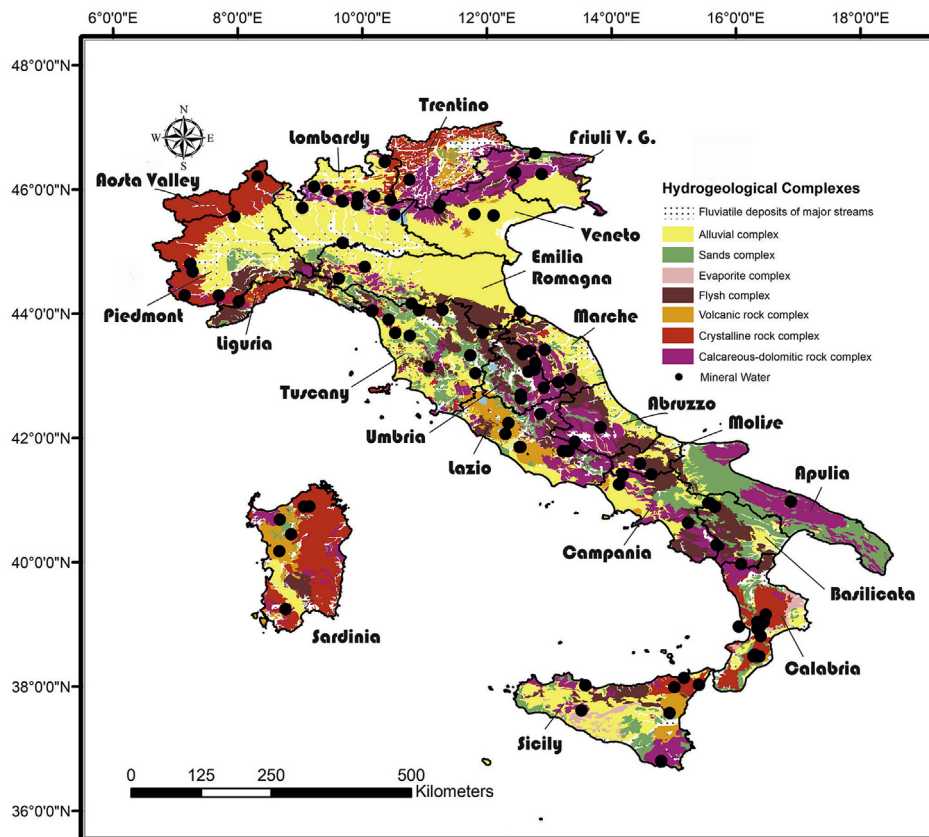 6°0'0"E 8°0'0"E 10°0'0"E 12°0'0"E 14°0'0"E 16°0'0"E 18°0'0"E
48°0'0"N
46°0'0"N
44°0'0"N
42°0'0"N
40°0'0"N
38°0'0"N
36°0'0"N
N
W E
S
Trentino
Lombardy
Friuli V. G.
Aosta Valley
Veneto
Emilia
Romagna
Piedmont
Liguria
Marche
Tuscany
Umbria
Abruzzo
Molise
Lazio
Apulia
Campania
Basilicata
Sardinia
Calabria
Sicily
Hydrogeological Complexes
Fluviatile deposits of major streams
Alluvial complex
Sands complex
Evaporite complex
Flysh complex
Volcanic rock complex
Crystalline rock complex
Calcareous-dolomitic rock complex
Mineral Water
0 125 250 500
Kilometers